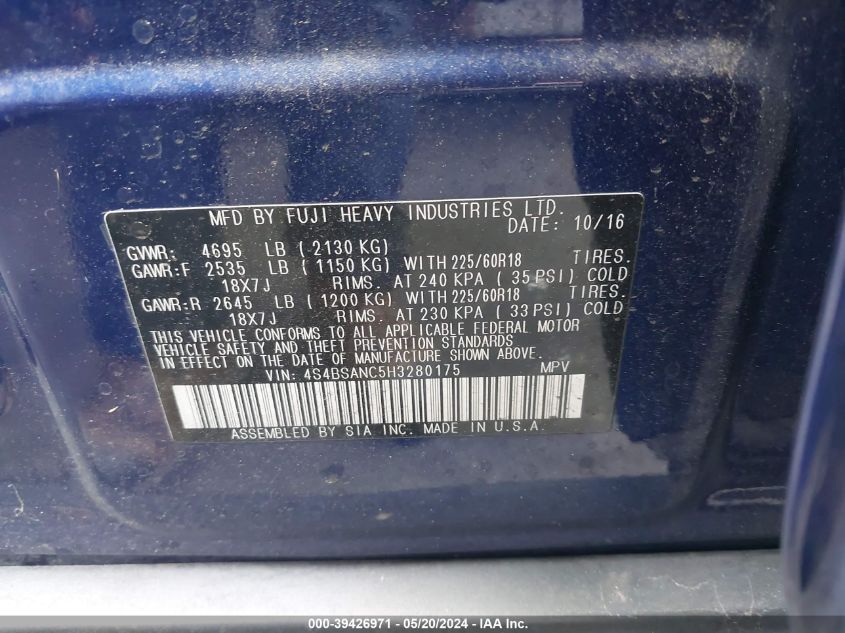 MFD BY FUJI HEAVY INDUSTRIES LTD.
DATE: 10/16
GVWR: 4695 LB ( 2130 KG)
GAWR:F 2535 LB ( 1150 KG) WITH 225/60R18 TIRES.
18X7J RIMS. AT 240 KPA ( 35 PSI) COLD
GAWR:R 2645 LB ( 1200 KG) WITH 225/60R18 TIRES.
18X7J RIMS. AT 230 KPA ( 33 PSI) COLD
THIS VEHICLE CONFORMS TO ALL APPLICABLE FEDERAL MOTOR
VEHICLE SAFETY AND THEFT PREVENTION STANDARDS
IN EFFECT ON THE DATE OF MANUFACTURE SHOWN ABOVE.
VIN: 4S4BSANC5H3280175 MPV
ASSEMBLED BY SIA INC. MADE IN U.S.A.
000-39426971 - 05/20/2024 - IAA Inc.